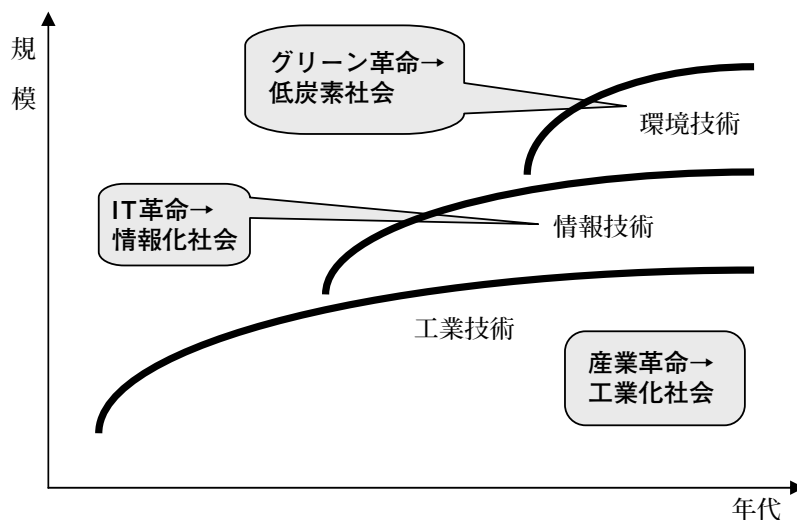 規
模
グリーン革命→
低炭素社会
環境技術
IT革命→
情報化社会
情報技術
工業技術
産業革命→
工業化社会
年代